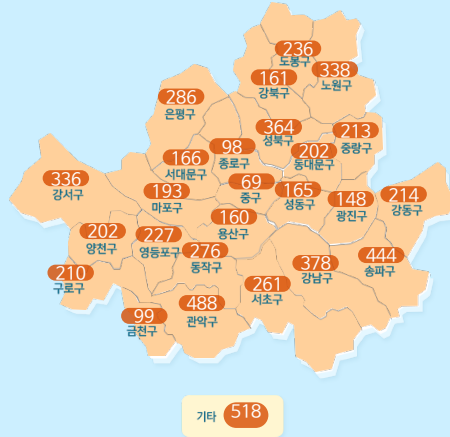 236
도봉구
338
노원구
161
강북구
286
은평구
364
성북구
213
중랑구
98
종로구
202
동대문구
166
서대문구
336
강서구
193
마포구
69
중구
165
성동구
148
광진구
214
강동구
160
용산구
202
양천구
227
영등포구
276
동작구
378
강남구
444
송파구
210
구로구
261
서초구
488
관악구
99
금천구
기타 518